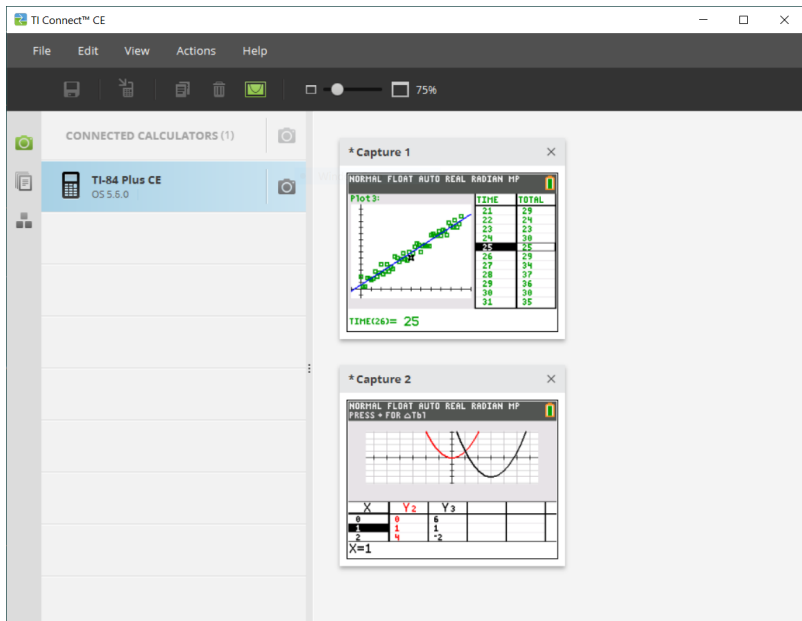 TI Connect™ CE
File Edit View Actions Help
75%
CONNECTED CALCULATORS (1)
TI-84 Plus CE
OS 5.6.0
*Capture 1
NORMAL FLOAT AUTO REAL RADIAN MP
Plot3:
TIME TOTAL
21 29
22 24
23 23
24 30
25 25
26 29
27 34
28 37
29 36
30 30
31 35
TIME(26)= 25
*Capture 2
NORMAL FLOAT AUTO REAL RADIAN MP
PRESS + FOR △Tb1
X Y2 Y3
0 0 6
1 1 1
2 4 -2
X=1